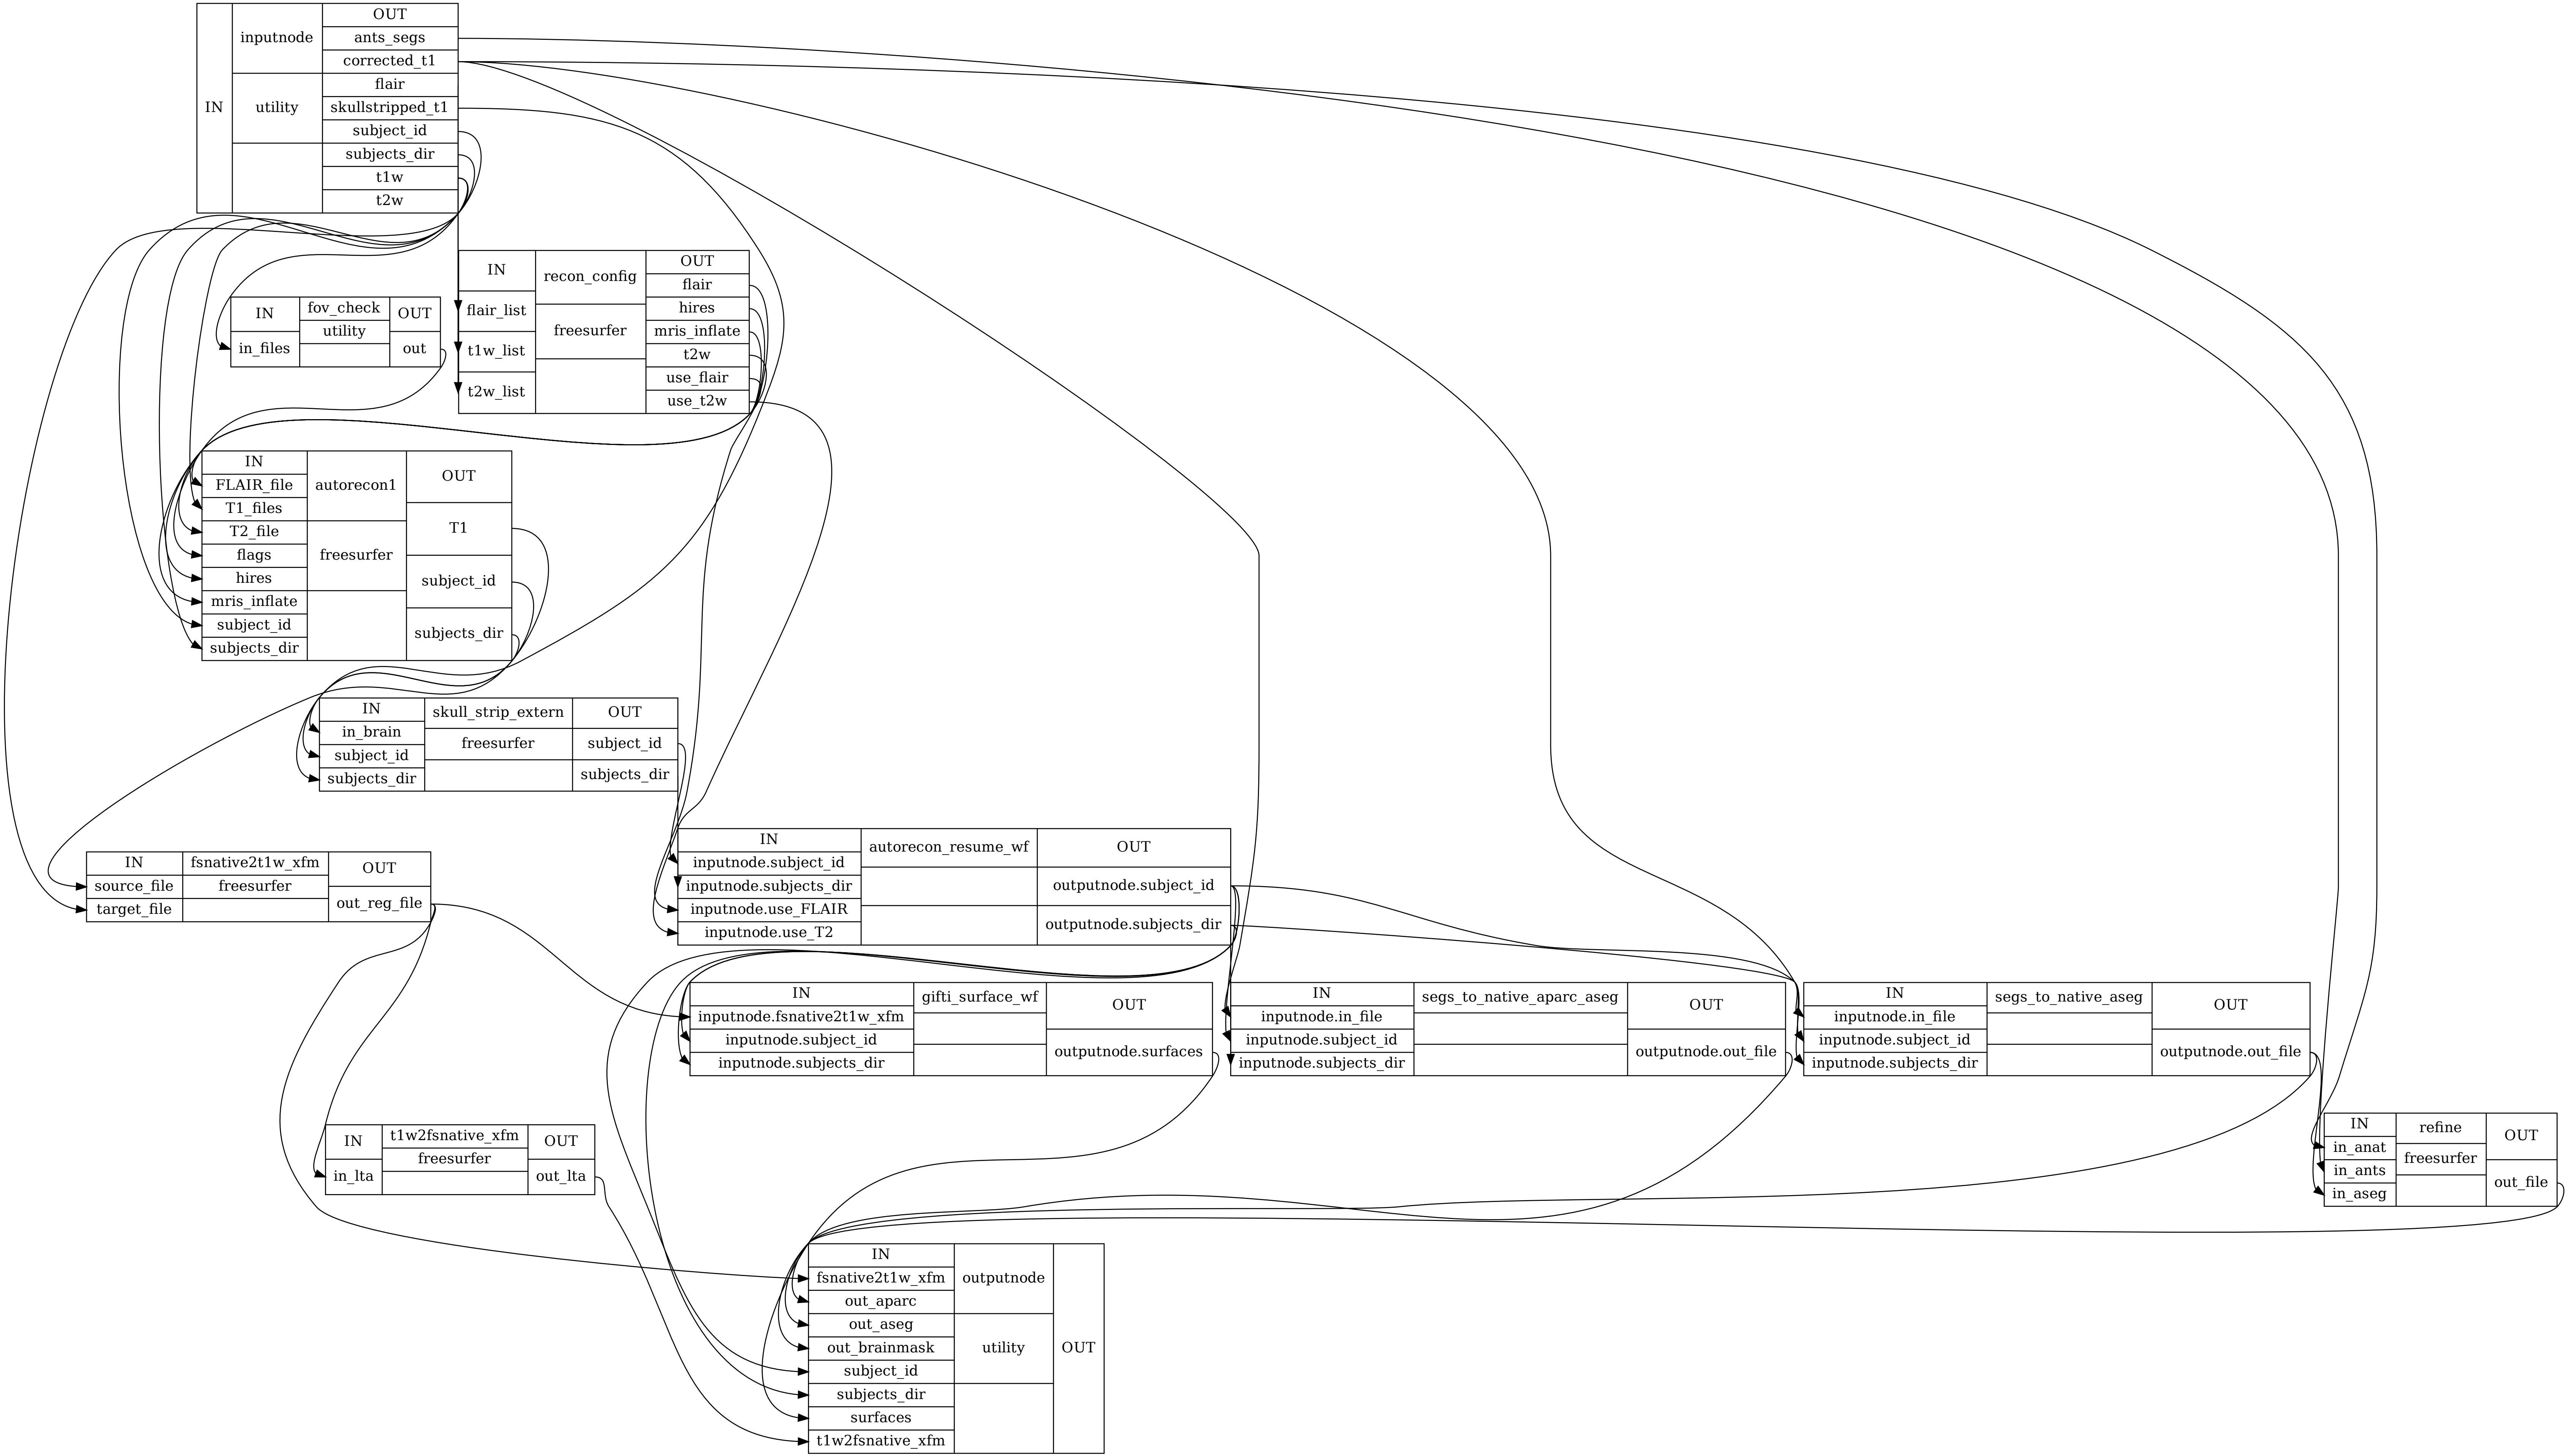 IN
inputnode
utility
OUT
ants_segs
corrected_t1
flair
skullstripped_t1
subject_id
subjects_dir
t1w
t2w
IN
flair_list
t1w_list
t2w_list
recon_config
freesurfer
OUT
flair
hires
mris_inflate
t2w
use_flair
use_t2w
IN
in_files
fov_check
utility
OUT
out
IN
FLAIR_file
T1_files
T2_file
flags
hires
mris_inflate
subject_id
subjects_dir
autorecon1
freesurfer
OUT
T1
subject_id
subjects_dir
IN
in_brain
subject_id
subjects_dir
skull_strip_extern
freesurfer
OUT
subject_id
subjects_dir
IN
source_file
target_file
fsnative2t1w_xfm
freesurfer
OUT
out_reg_file
IN
inputnode.subject_id
inputnode.subjects_dir
inputnode.use_FLAIR
inputnode.use_T2
autorecon_resume_wf
OUT
outputnode.subject_id
outputnode.subjects_dir
IN
inputnode.fsnative2t1w_xfm
inputnode.subject_id
inputnode.subjects_dir
gifti_surface_wf
OUT
outputnode.surfaces
IN
inputnode.in_file
inputnode.subject_id
inputnode.subjects_dir
segs_to_native_aparc_aseg
OUT
outputnode.out_file
IN
inputnode.in_file
inputnode.subject_id
inputnode.subjects_dir
segs_to_native_aseg
OUT
outputnode.out_file
IN
in_lta
t1w2fsnative_xfm
freesurfer
OUT
out_lta
IN
in_anat
in_ants
in_aseg
refine
freesurfer
OUT
out_file
IN
fsnative2t1w_xfm
out_aparc
out_aseg
out_brainmask
subject_id
subjects_dir
surfaces
t1w2fsnative_xfm
outputnode
utility
OUT